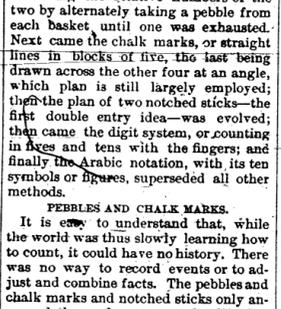 two by alternately taking a pebble from
each basket until one was exhausted.
Next came the chalk marks, or straight
lines in blocks of five, the last being
drawn across the other four at an angle,
which plan is still largely employed;
then the plan of two notched sticks—the
first double entry idea—was evolved;
then came the digit system, or counting
in fives and tens with the fingers; and
finally the Arabic notation, with its ten
symbols or figures, superseded all other
methods.
PEBBLES AND CHALK MARKS.
It is easy to understand that, while
the world was thus slowly learning how
to count, it could have no history. There
was no way to record events or to ad-
just and combine facts. The pebbles and
chalk marks and notched sticks only an-